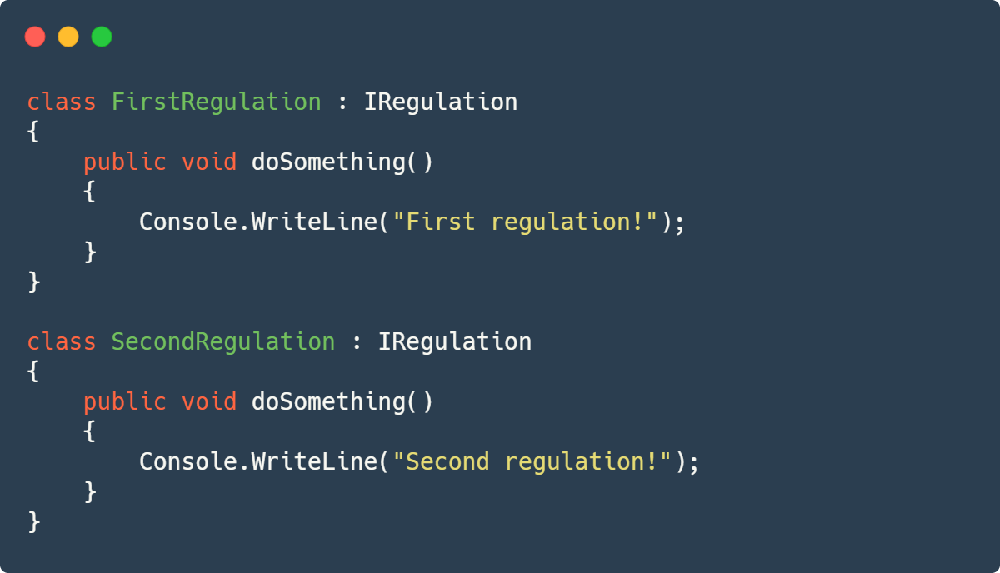 class FirstRegulation : IRegulation
{
    public void doSomething()
    {
        Console.WriteLine("First regulation!");
    }
}

class SecondRegulation : IRegulation
{
    public void doSomething()
    {
        Console.WriteLine("Second regulation!");
    }
}